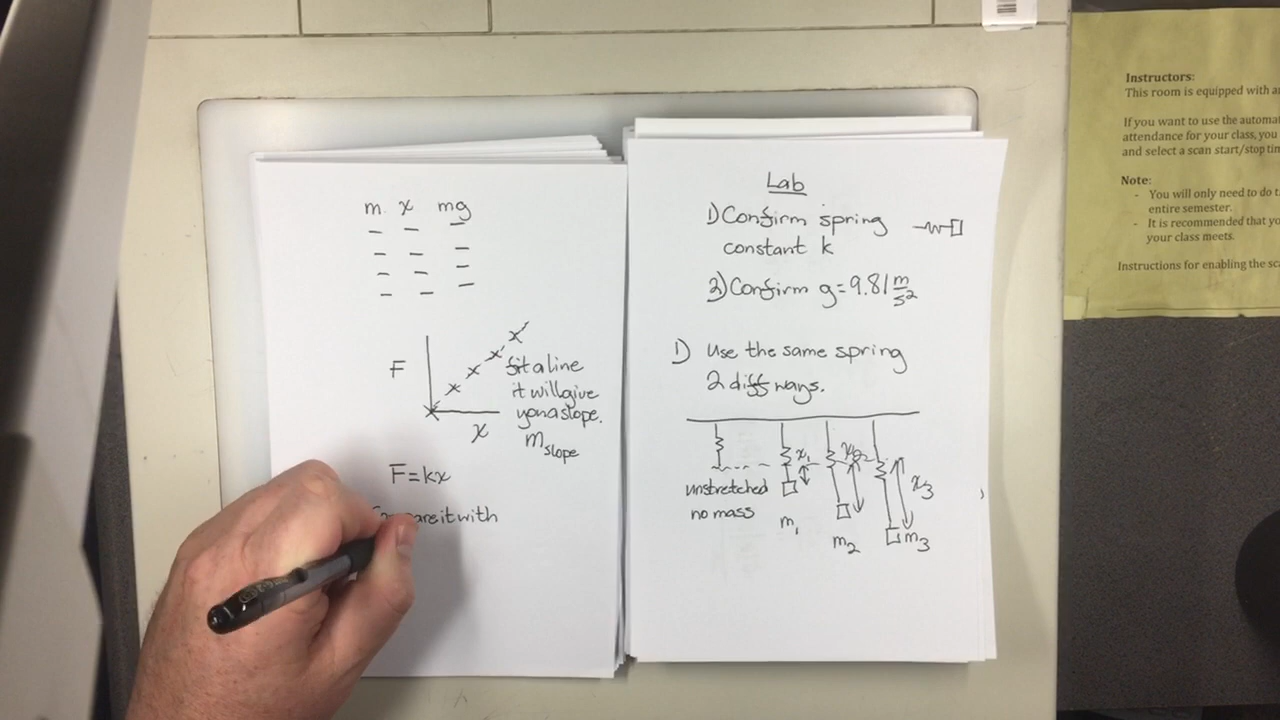 m x mg
F
x
fit a line
it will give
you a slope.
m slope
F=kx
Compare it with
Lab
1) Confirm spring
constant k
2) Confirm g=9.81 m/s²
1) Use the same spring
2 diff ways.
x₁
x₂
x₃
unstretched
no mass
m₁
m₂
m₃
Instructors:
This room is equipped with
If you want to use the
attendance for your class, you
and select a scan start/stop
Note:
- You will only need to do
entire semester.
- It is recommended that
your class meets.
Instructions for enabling the